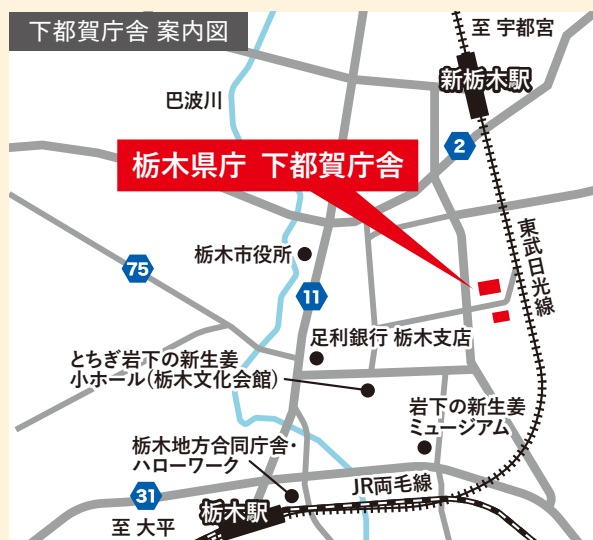 下都賀庁舎 案内図
至 宇都宮
新栃木駅
巴波川
2
栃木県庁 下都賀庁舎
東武日光線
栃木市役所
75
11
足利銀行 栃木支店
とちぎ岩下の新生姜
小ホール(栃木文化会館)
岩下の新生姜
ミュージアム
栃木地方合同庁舎・
ハローワーク
JR両毛線
31
栃木駅
至 大平